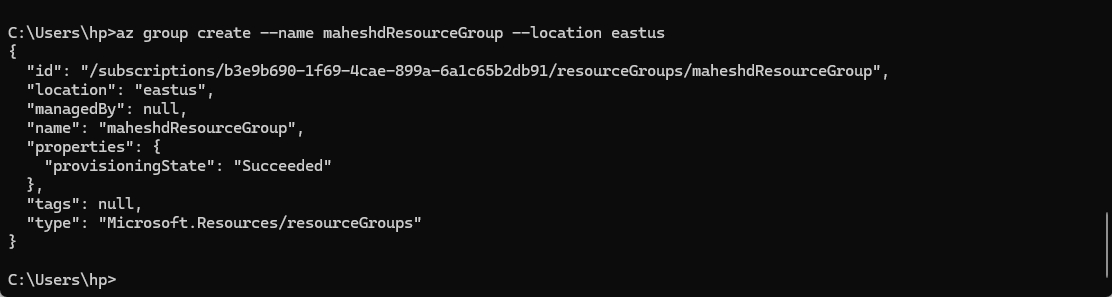 C:\Users\hp>az group create --name maheshdResourceGroup --location eastus
{
  "id": "/subscriptions/b3e9b690-1f69-4cae-899a-6a1c65b2db91/resourceGroups/maheshdResourceGroup",
  "location": "eastus",
  "managedBy": null,
  "name": "maheshdResourceGroup",
  "properties": {
    "provisioningState": "Succeeded"
  },
  "tags": null,
  "type": "Microsoft.Resources/resourceGroups"
}
C:\Users\hp>